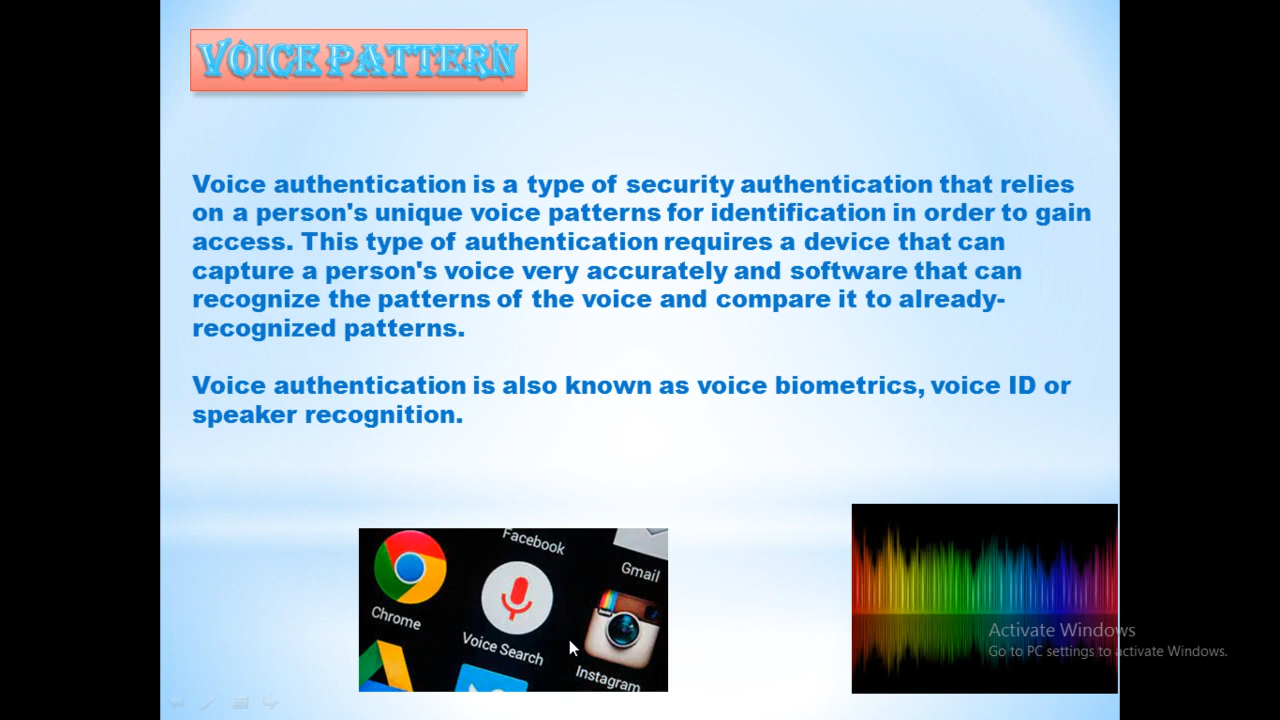 VOICE PATTERN
Voice authentication is a type of security authentication that relies
on a person's unique voice patterns for identification in order to gain
access. This type of authentication requires a device that can
capture a person's voice very accurately and software that can
recognize the patterns of the voice and compare it to already-
recognized patterns.
Voice authentication is also known as voice biometrics, voice ID or
speaker recognition.
Facebook
Gmail
Chrome
Voice Search
Instagram
Activate Windows
Go to PC settings to activate Windows.